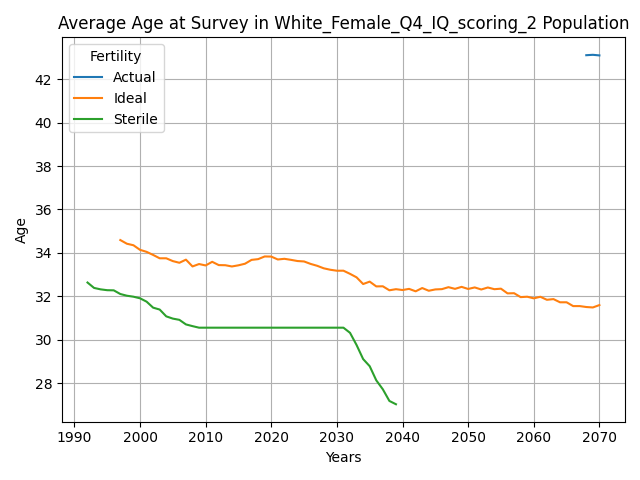 Average Age at Survey in White_Female_Q4_IQ_scoring_2 Population
Fertility
Actual
Ideal
Sterile
Age
42
40
38
36
34
32
30
28
1990 2000 2010 2020 2030 2040 2050 2060 2070
Years